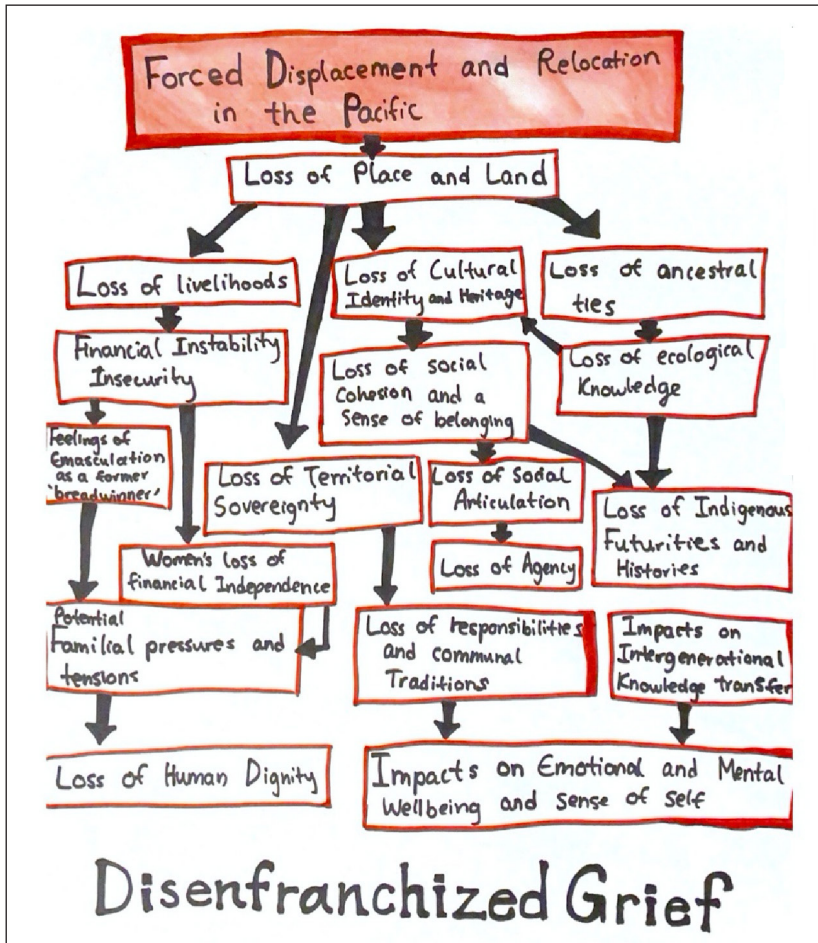 Forced Displacement and Relocation
in the Pacific
Loss of Place and Land
Loss of livelihoods
Loss of Cultural
Identity and Heritage
Loss of ancestral
ties
Financial Instability
Insecurity
Loss of social
Cohesion and a
Sense of belonging
Loss of ecological
Knowledge
Feelings of
Emasculation
as a former
'breadwinner'
Loss of Territorial
Sovereignty
Loss of Social
Articulation
Loss of Indigenous
Futurities and
Histories
Women's loss of
financial Independence
Loss of Agency
Potential
Familial pressures and
tensions
Loss of responsibilities
and communal
Traditions
Impacts on
Intergenerational
Knowledge transfer
Loss of Human Dignity
Impacts on Emotional and Mental
Wellbeing and Sense of Self
Disenfranchized Grief